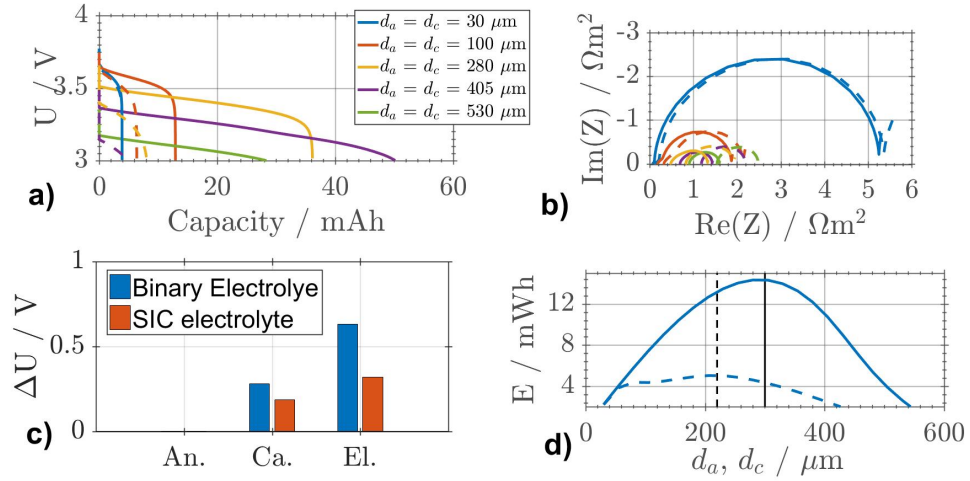 U / V
3.5
3
0
20
40
60
Capacity / mAh
a)
d_a = d_c = 30 μm
d_a = d_c = 100 μm
d_a = d_c = 280 μm
d_a = d_c = 405 μm
d_a = d_c = 530 μm
Im(Z) / Ωm²
-3
-2
-1
0
0 1 2 3 4 5 6
Re(Z) / Ωm²
b)
ΔU / V
1
0.5
0
Binary Electrolye
SIC electrolyte
An. Ca. El.
c)
E / mWh
12
8
4
0 200 400 600
d_a, d_c / μm
d)